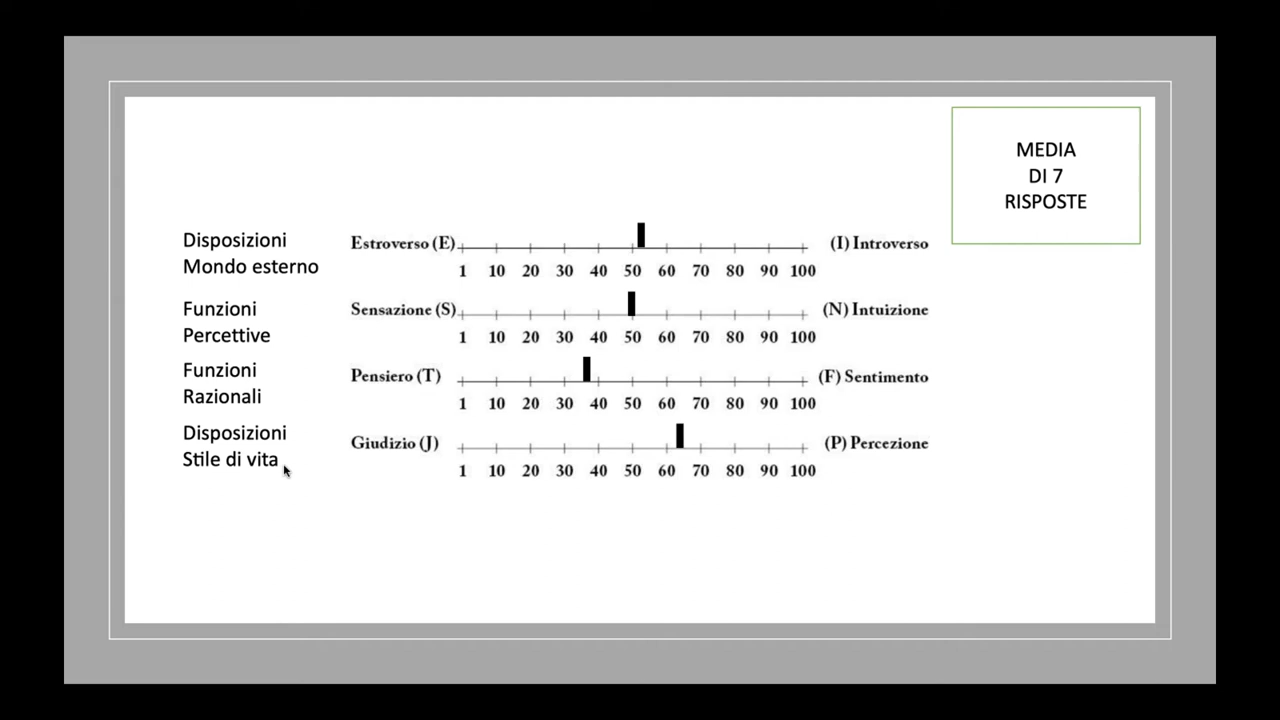 MEDIA
DI 7
RISPOSTE
Disposizioni
Mondo esterno
Estroverso (E)
(I) Introverso
1 10 20 30 40 50 60 70 80 90 100
Funzioni
Percettive
Sensazione (S)
(N) Intuizione
1 10 20 30 40 50 60 70 80 90 100
Funzioni
Razionali
Pensiero (T)
(F) Sentimento
1 10 20 30 40 50 60 70 80 90 100
Disposizioni
Stile di vita
Giudizio (J)
(P) Percezione
1 10 20 30 40 50 60 70 80 90 100